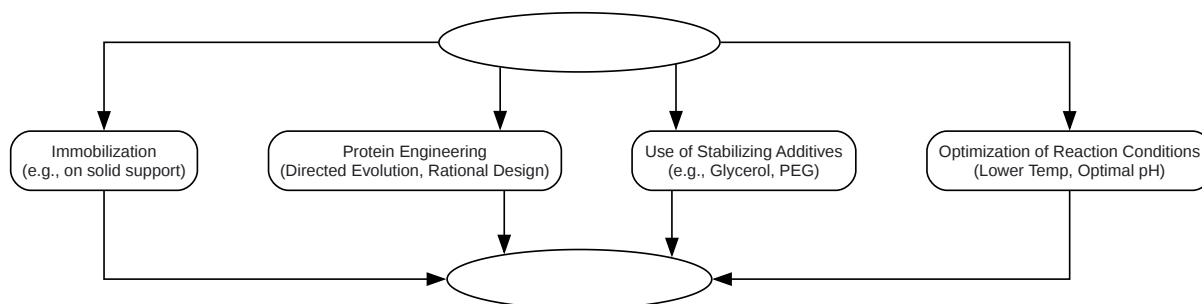 Immobilization
(e.g., on solid support)
Protein Engineering
(Directed Evolution, Rational Design)
Use of Stabilizing Additives
(e.g., Glycerol, PEG)
Optimization of Reaction Conditions
(Lower Temp, Optimal pH)